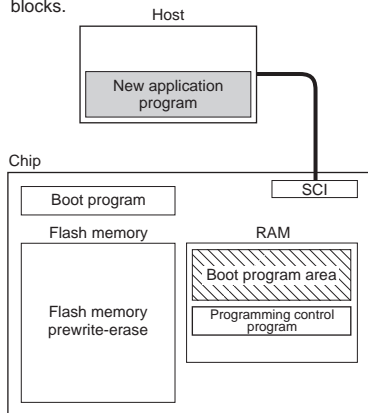 blocks.
Host
New application
program
Chip
SCI
Boot program
Flash memory
RAM
Boot program area
Flash memory
prewrite-erase
Programming control
program